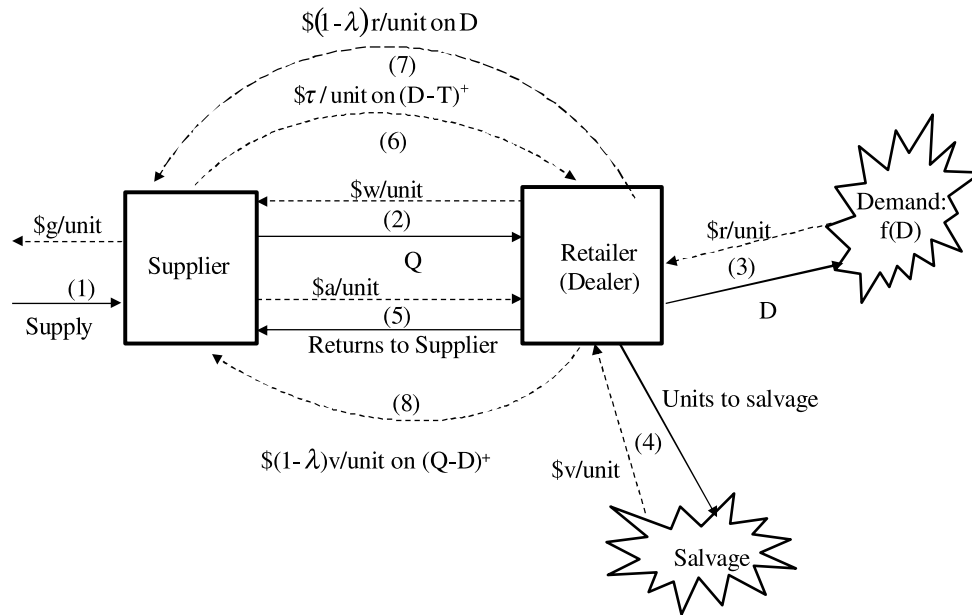 $(1-λ) r/unit on D
(7)
$τ / unit on (D-T)⁺
(6)
$w/unit
(2)
Q
$g/unit
(1)
Supply
Supplier
$a/unit
(5)
Returns to Supplier
Retailer
(Dealer)
$r/unit
(3)
D
Demand:
f(D)
(8)
$(1-λ)v/unit on (Q-D)⁺
Units to salvage
(4)
$v/unit
Salvage